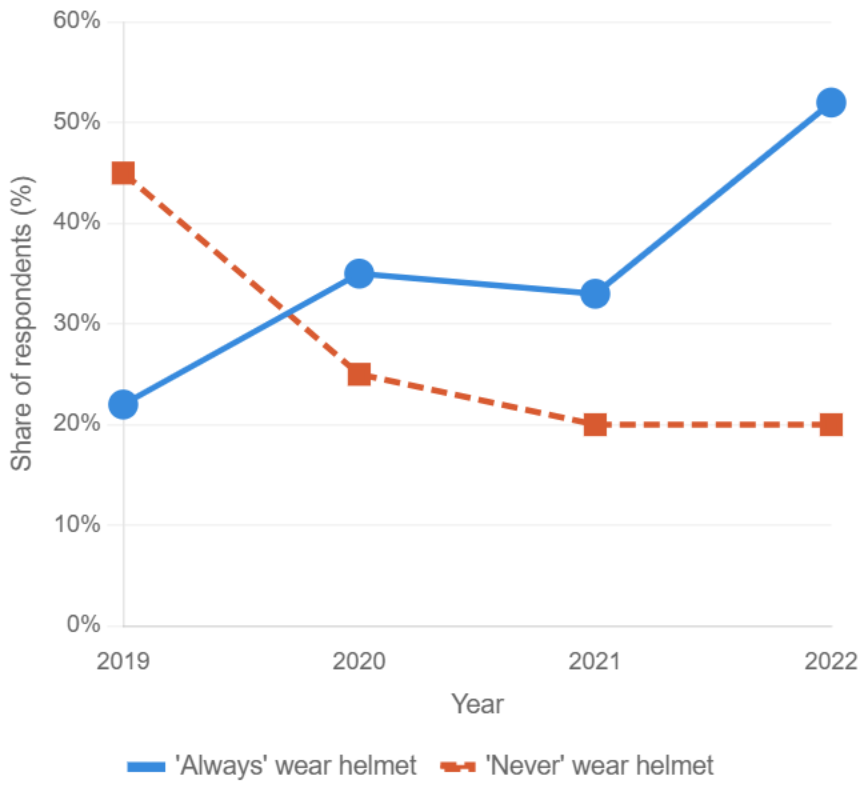 60%
50%
40%
30%
20%
10%
0%
Share of respondents (%)
2019 2020 2021 2022
Year
'Always' wear helmet 'Never' wear helmet